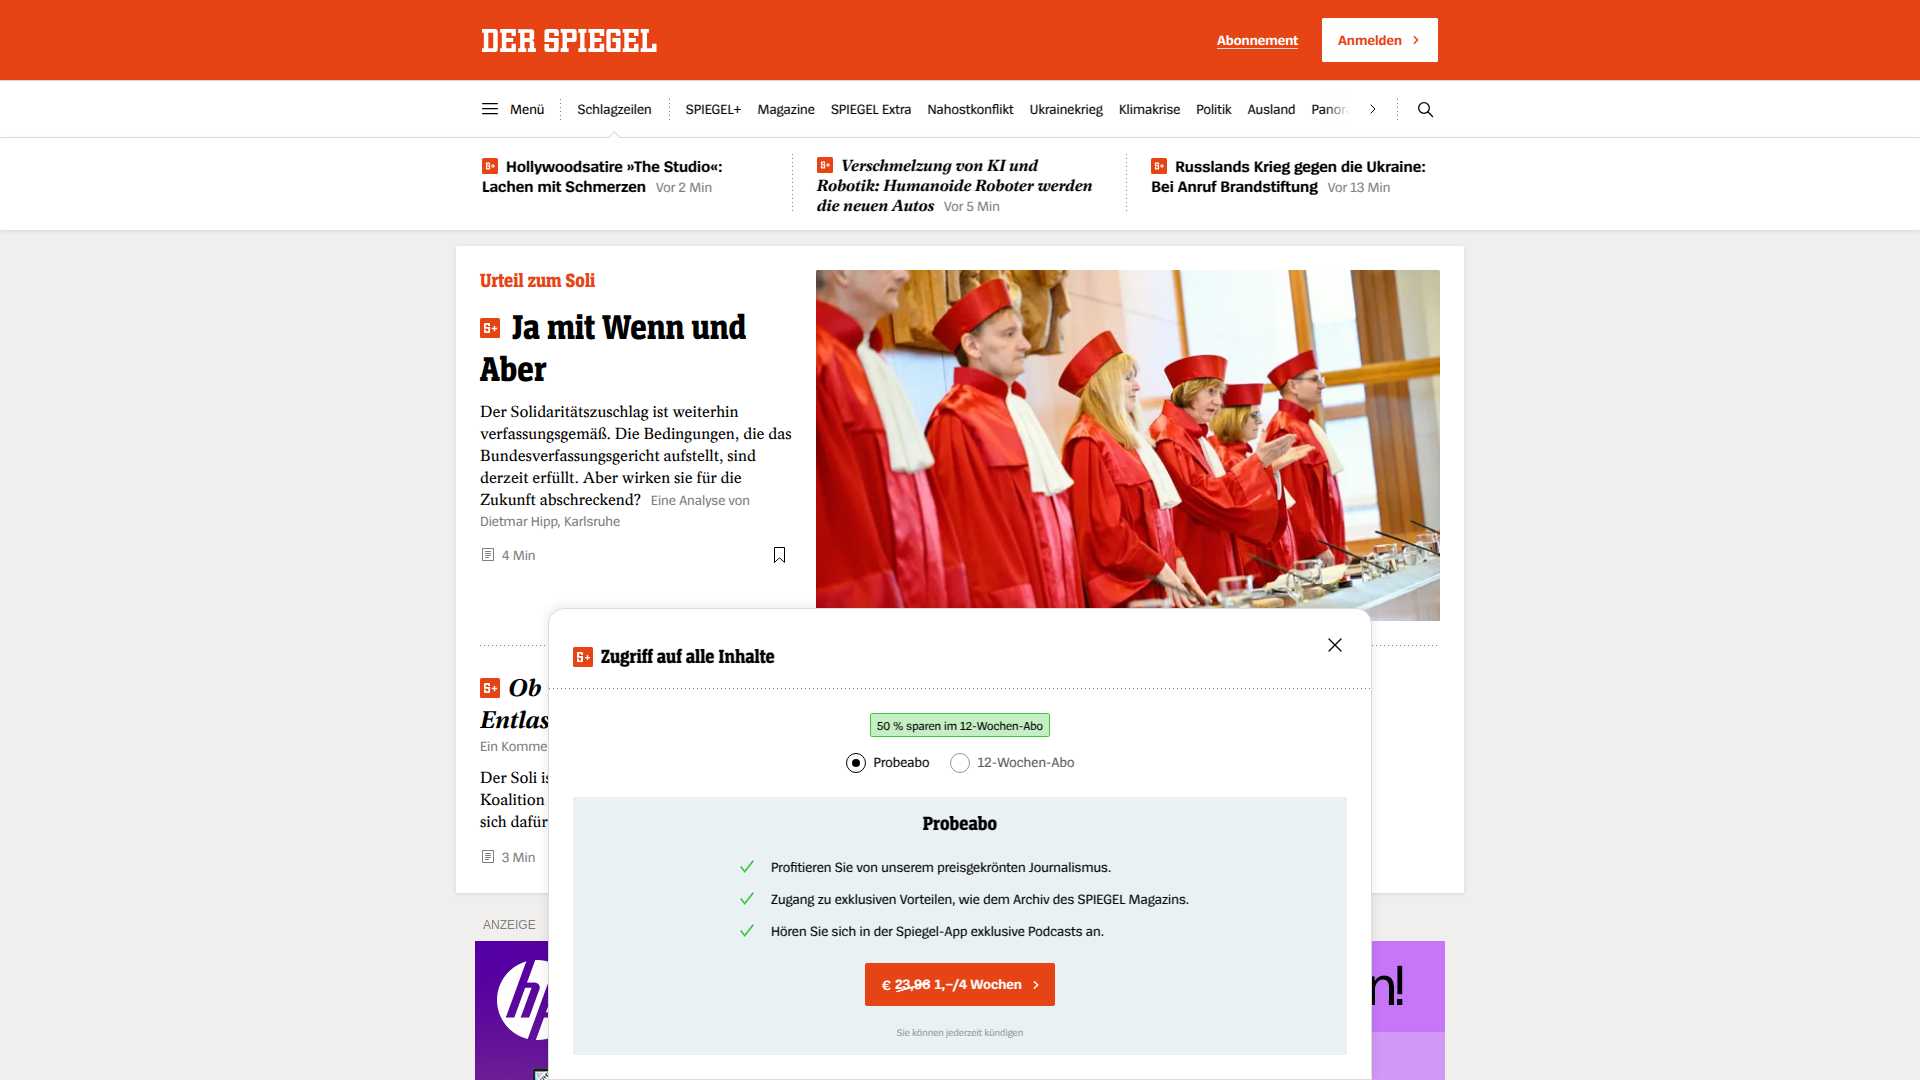 DER SPIEGEL
Abonnement
Anmelden
Menü
Schlagzeilen
SPIEGEL+
Magazine
SPIEGEL Extra
Nahostkonflikt
Ukrainekrieg
Klimakrise
Politik
Ausland
Hollywoodsatire »The Studio«:
Lachen mit Schmerzen Vor 2 Min
Verschmelzung von KI und
Robotik: Humanoide Roboter werden
die neuen Autos Vor 5 Min
Russlands Krieg gegen die Ukraine:
Bei Anruf Brandstiftung Vor 13 Min
Urteil zum Soli
Ja mit Wenn und
Aber
Der Solidaritätszuschlag ist weiterhin
verfassungsgemäß. Die Bedingungen, die das
Bundesverfassungsgericht aufstellt, sind
derzeit erfüllt. Aber wirken sie für die
Zukunft abschreckend? Eine Analyse von
Dietmar Hipp, Karlsruhe
4 Min
Ob
Entlas
Ein Komme
Der Soli is
Koalition
sich dafür
3 Min
Zugriff auf alle Inhalte
50 % sparen im 12-Wochen-Abo
Probeabo
12-Wochen-Abo
Probeabo
Profitieren Sie von unserem preisgekrönten Journalismus.
Zugang zu exklusiven Vorteilen, wie dem Archiv des SPIEGEL Magazins.
Hören Sie sich in der Spiegel-App exklusive Podcasts an.
€ 23,96 1,–/4 Wochen
Sie können jederzeit kündigen
ANZEIGE
hp
n!